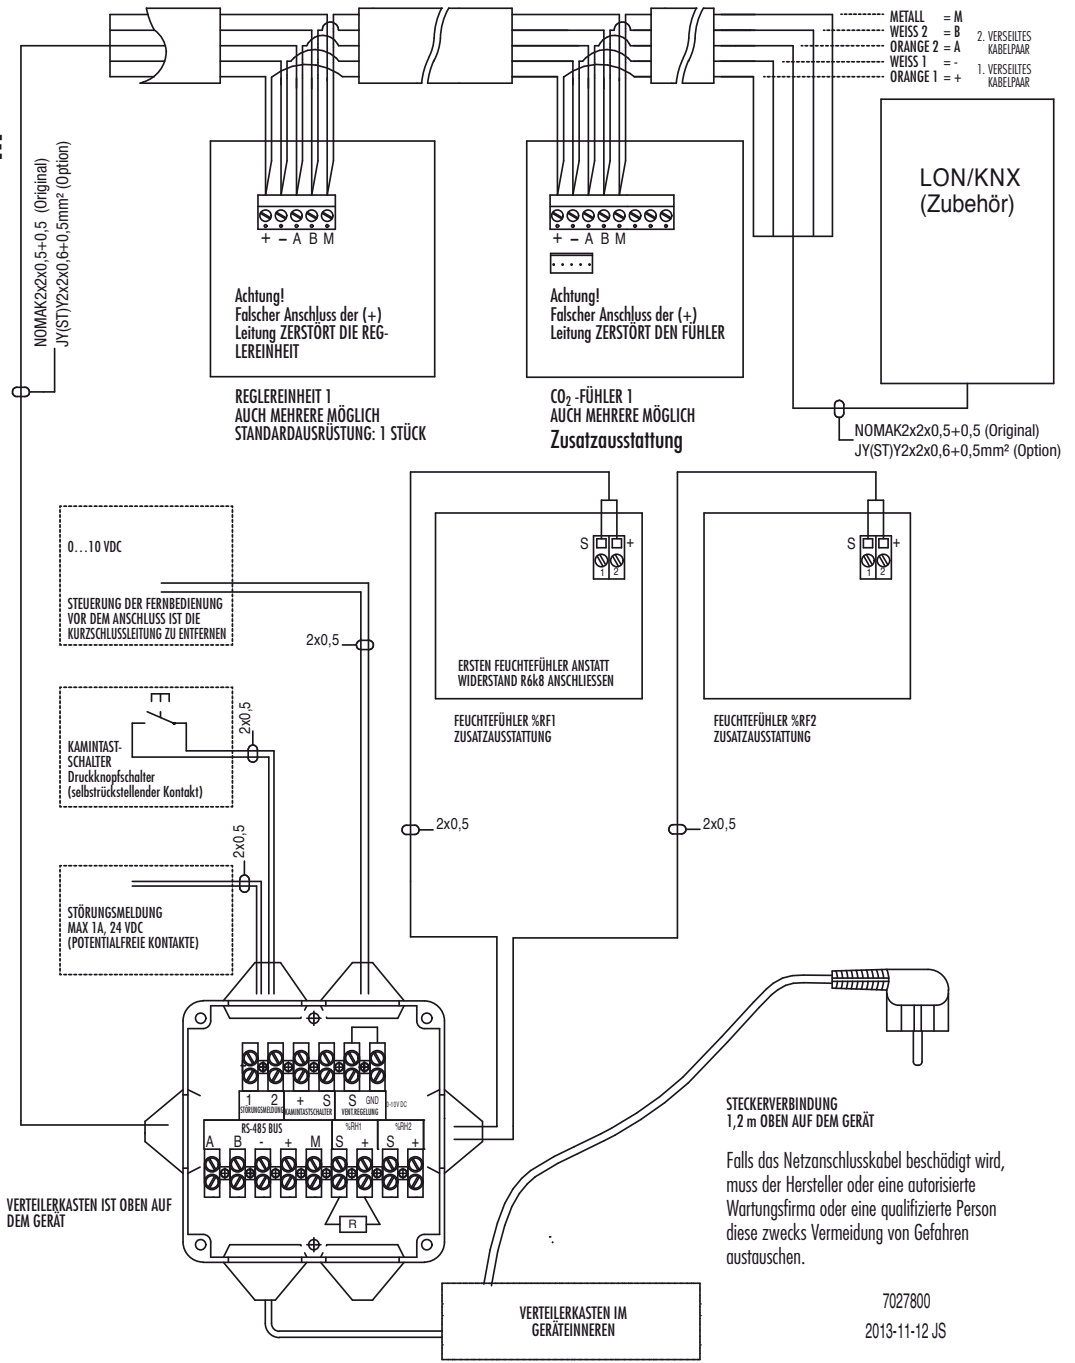 METALL = M
WEISS 2 = B
ORANGE 2 = A
WEISS 1 = -
ORANGE 1 = +
2. VERSEILTES
KABELPAAR
1. VERSEILTES
KABELPAAR
NOMAK2x2x0,5+0,5 (Original)
JY(ST)Y2x2x0,6+0,5mm² (Option)
+ – A B M
Achtung!
Falscher Anschluss der (+)
Leitung ZERSTÖRT DIE REG-
LEREINHEIT
REGLEREINHEIT 1
AUCH MEHRERE MÖGLICH
STANDARDAUSRÜSTUNG: 1 STÜCK
+ – A B M
Achtung!
Falscher Anschluss der (+)
Leitung ZERSTÖRT DEN FÜHLER
CO₂ -FÜHLER 1
AUCH MEHRERE MÖGLICH
Zusatzausstattung
LON/KNX
(Zubehör)
NOMAK2x2x0,5+0,5 (Original)
JY(ST)Y2x2x0,6+0,5mm² (Option)
0...10 VDC
STEUERUNG DER FERNBEDIENUNG
VOR DEM ANSCHLUSS IST DIE
KURZSCHLUSSLEITUNG ZU ENTFERNEN
2x0,5
S +
1 2
ERSTEN FEUCHTEFÜHLER ANSTATT
WIDERSTAND R6k8 ANSCHLIESSEN
FEUCHTEFÜHLER %RF1
ZUSATZAUSSTATTUNG
S +
1 2
FEUCHTEFÜHLER %RF2
ZUSATZAUSSTATTUNG
2x0,5
KAMINTAST-
SCHALTER
Druckknopfschalter
(selbstrückstellender Kontakt)
2x0,5
2x0,5
2x0,5
STÖRUNGSMELDUNG
MAX 1A, 24 VDC
(POTENTIALFREIE KONTAKTE)
1 2 + S S GND 0-10V DC
STÖRUNGSMELDUNG KAMINTASTSCHALTER VENT.REGELUNG
RS-485 BUS %RH1 %RH2
A B - + M S + S +
R
VERTEILERKASTEN IST OBEN AUF
DEM GERÄT
VERTEILERKASTEN IM
GERÄTEINNEREN
STECKERVERBINDUNG
1,2 m OBEN AUF DEM GERÄT
Falls das Netzanschlusskabel beschädigt wird,
muss der Hersteller oder eine autorisierte
Wartungsfirma oder eine qualifizierte Person
diese zwecks Vermeidung von Gefahren
austauschen.
7027800
2013-11-12 JS